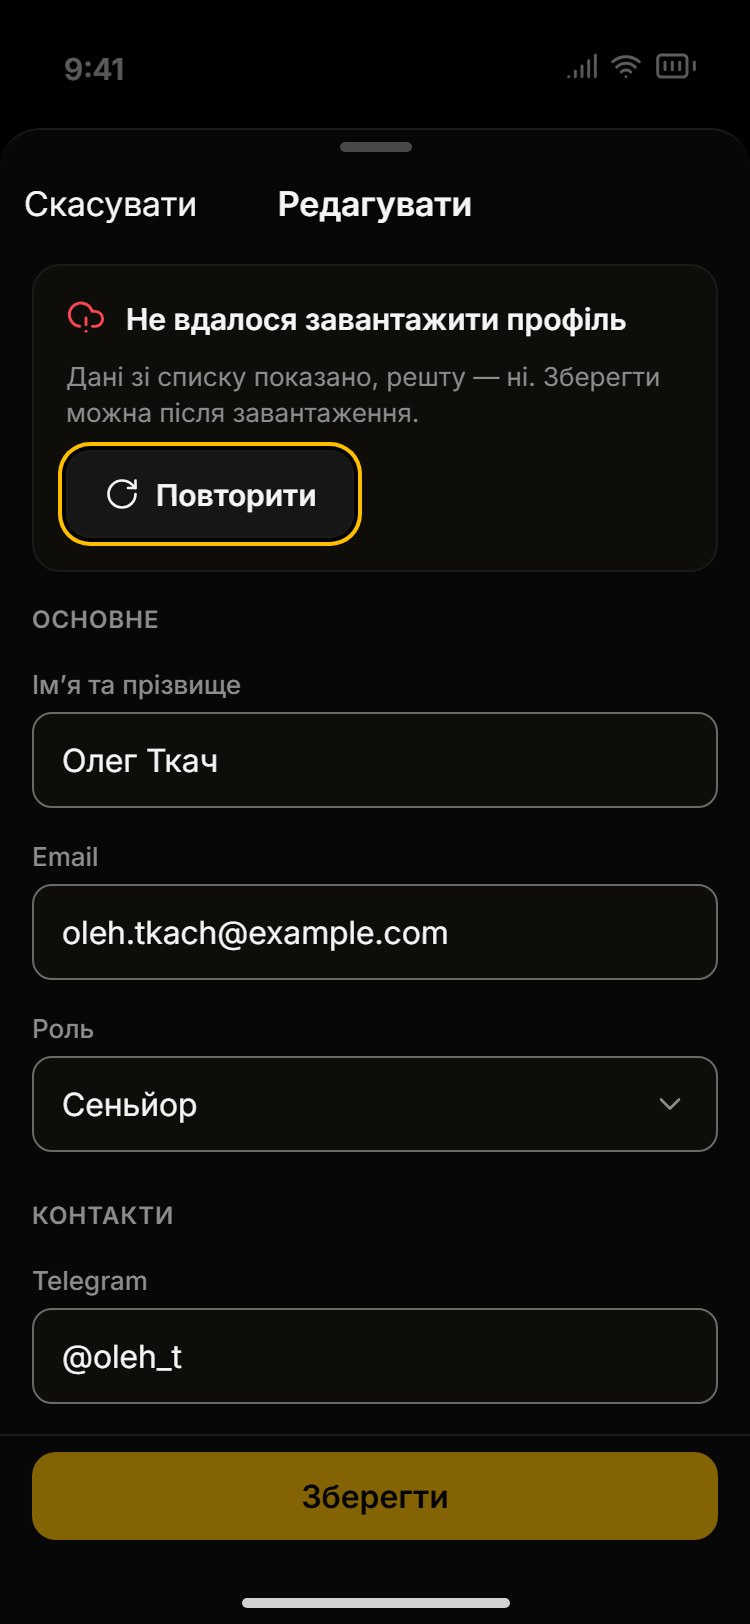 9:41
Скасувати
Редагувати
Не вдалося завантажити профіль
Дані зі списку показано, решту — ні. Зберегти
можна після завантаження.
Повторити
ОСНОВНЕ
Ім’я та прізвище
Олег Ткач
Email
oleh.tkach@example.com
Роль
Сеньйор
КОНТАКТИ
Telegram
@oleh_t
Зберегти